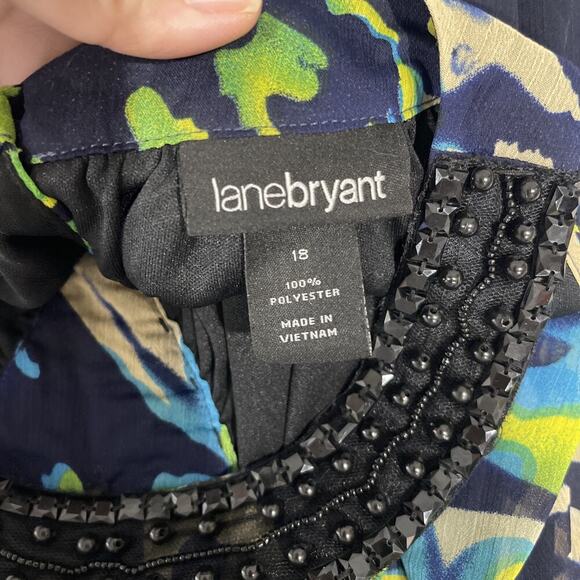 lanebryant
18
100%
POLYESTER
MADE IN
VIETNAM